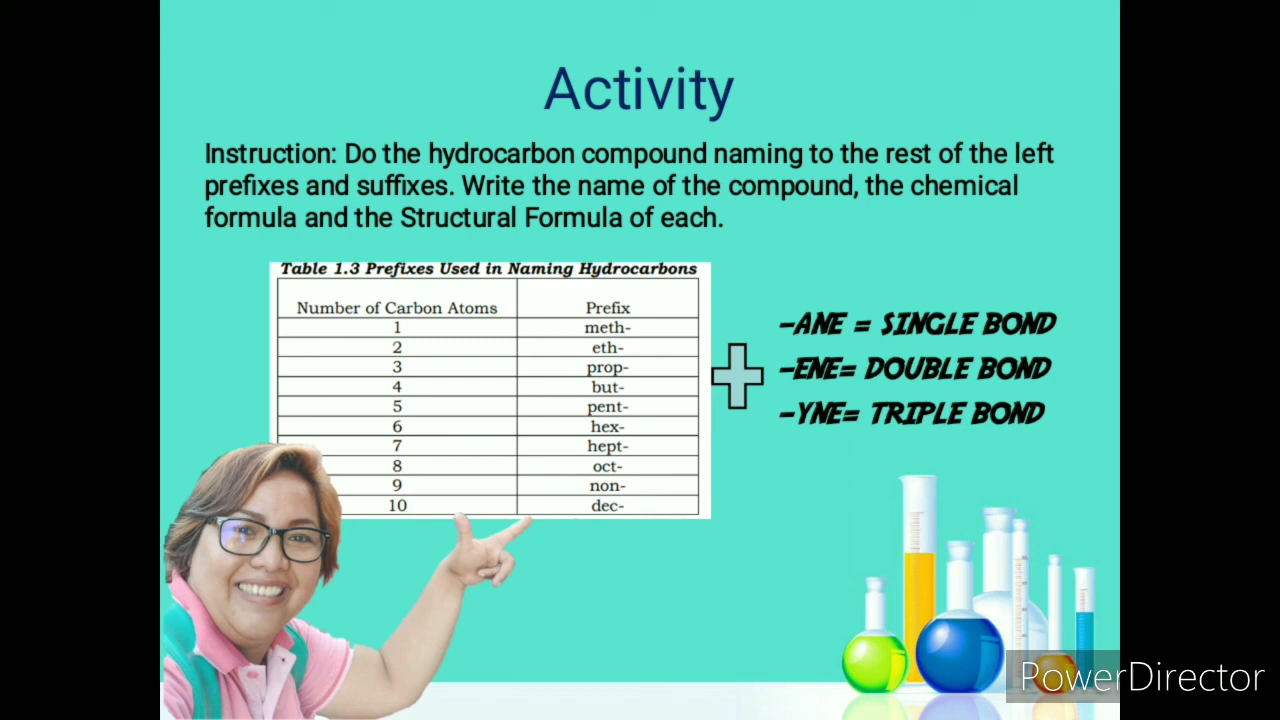 Activity
Instruction: Do the hydrocarbon compound naming to the rest of the left
prefixes and suffixes. Write the name of the compound, the chemical
formula and the Structural Formula of each.
Table 1.3 Prefixes Used in Naming Hydrocarbons
Number of Carbon Atoms Prefix
1 meth-
2 eth-
3 prop-
4 but-
5 pent-
6 hex-
7 hept-
8 oct-
9 non-
10 dec-
-ANE = SINGLE BOND
-ENE= DOUBLE BOND
-YNE= TRIPLE BOND
PowerDirector